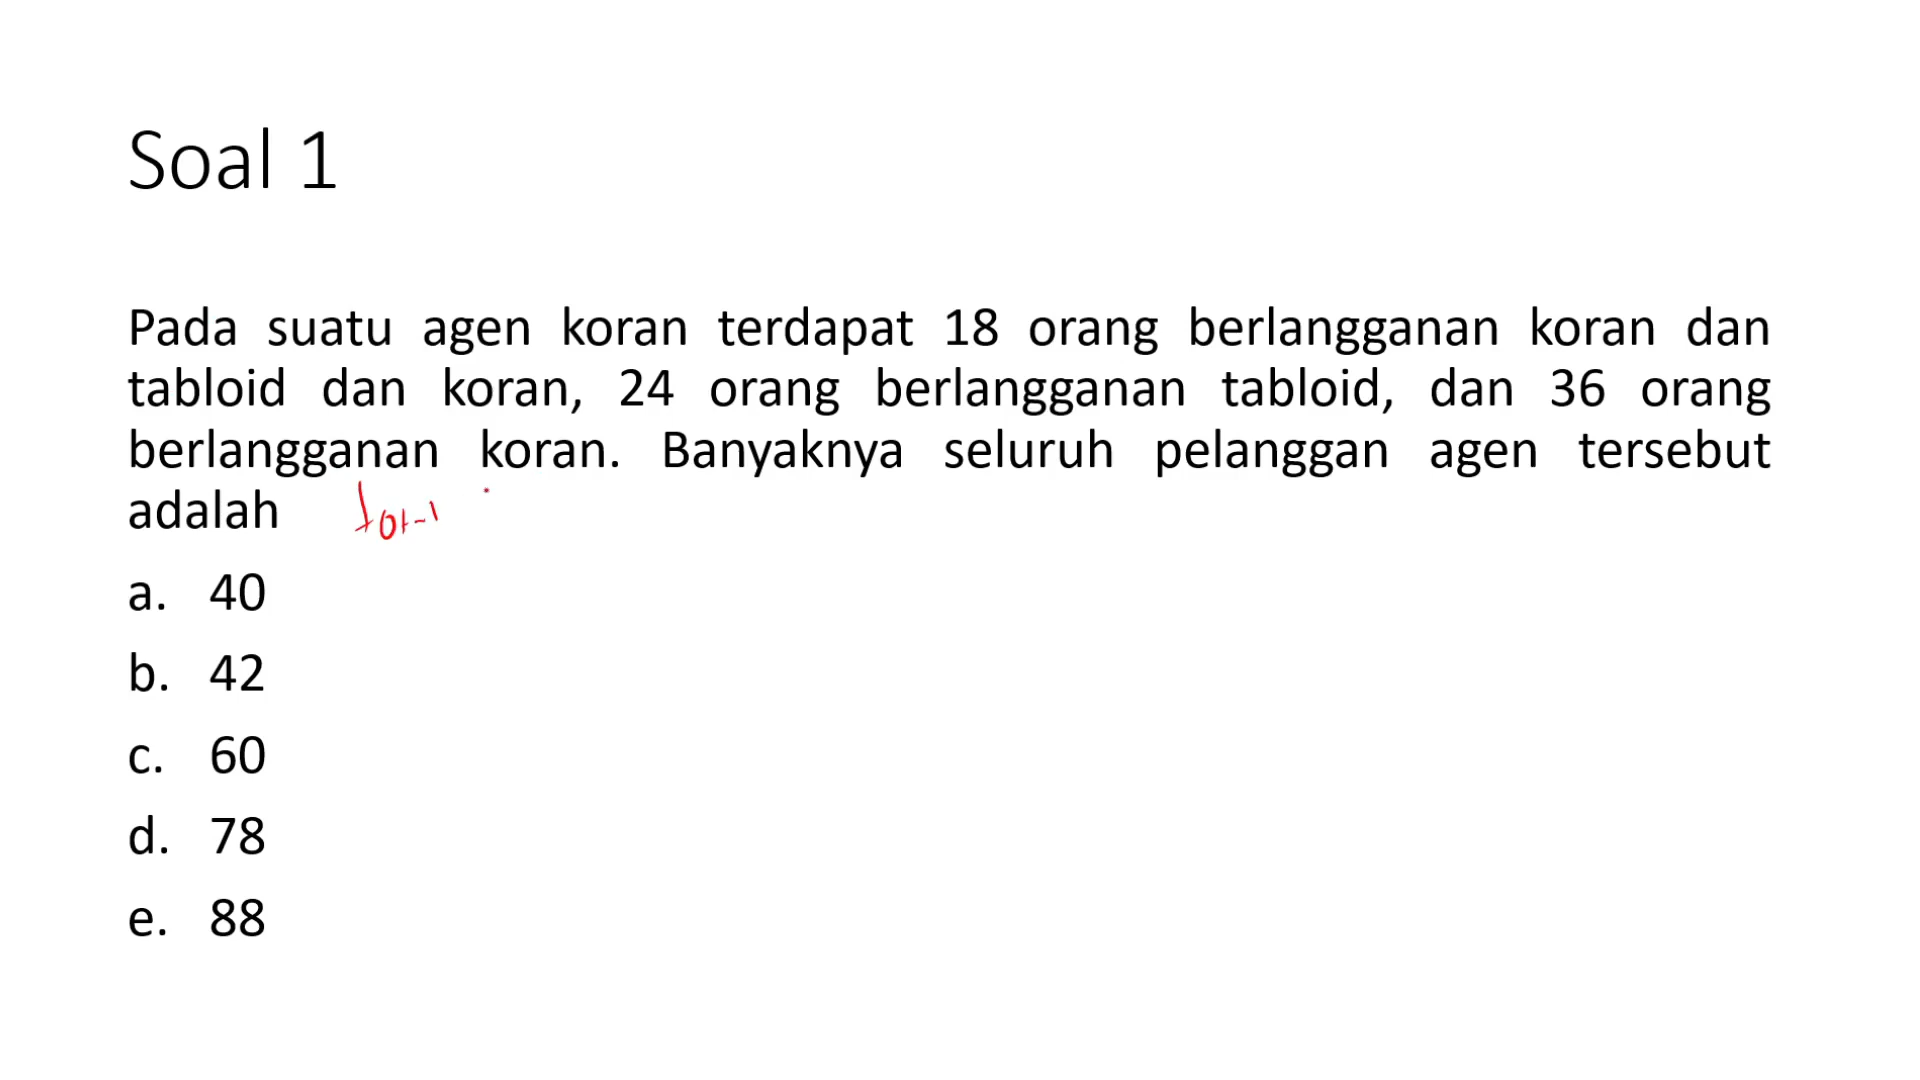 Soal 1
Pada suatu agen koran terdapat 18 orang berlangganan koran dan
tabloid dan koran, 24 orang berlangganan tabloid, dan 36 orang
berlangganan koran. Banyaknya seluruh pelanggan agen tersebut
adalah
a. 40
b. 42
c. 60
d. 78
e. 88